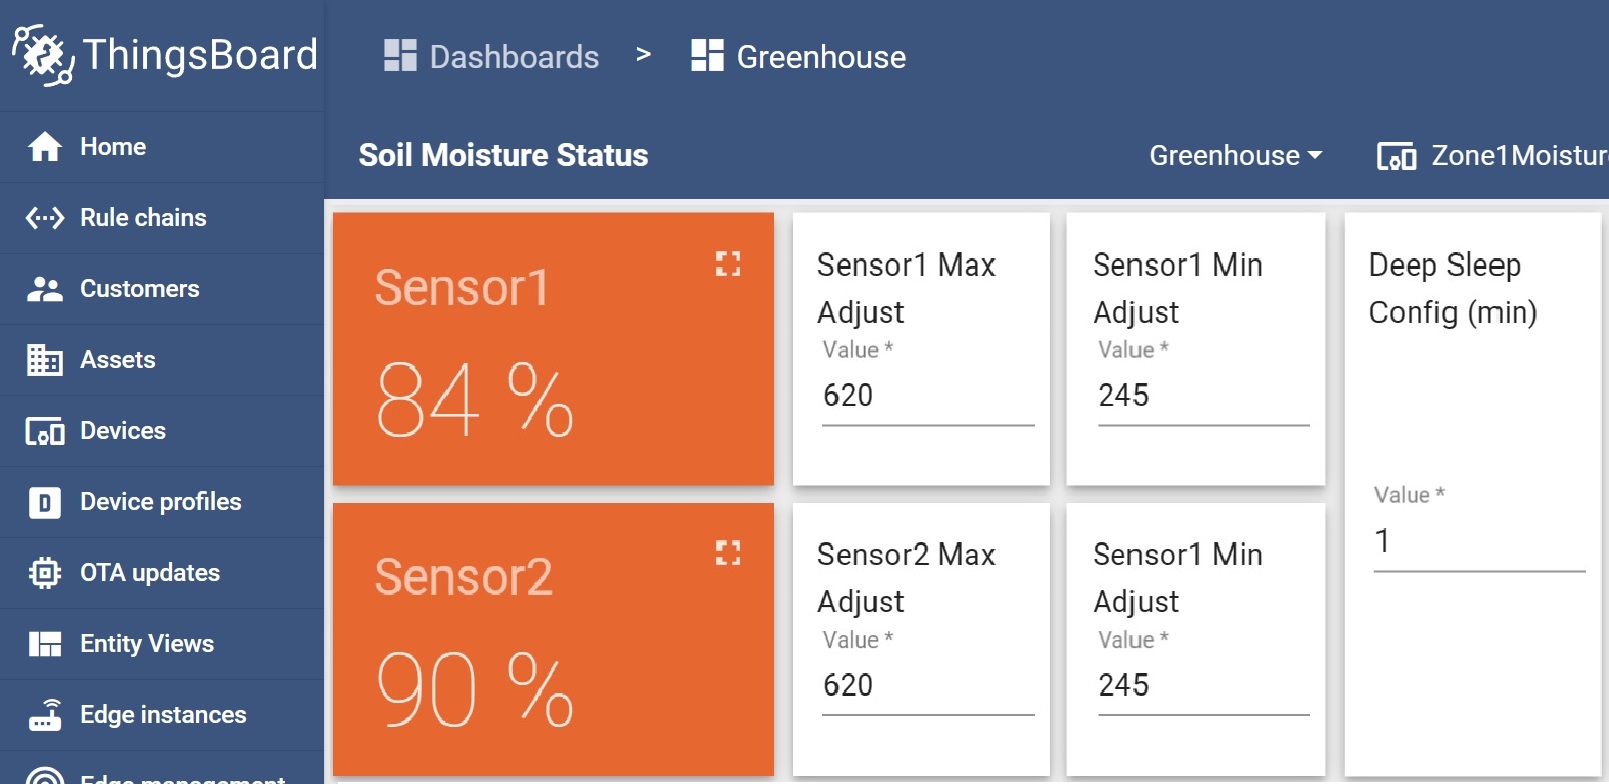 ThingsBoard
Dashboards > Greenhouse
Home
Rule chains
Customers
Assets
Devices
Device profiles
OTA updates
Entity Views
Edge instances
Edge management
Soil Moisture Status
Greenhouse
Zone1Moistur
Sensor1
84 %
Sensor1 Max
Adjust
Value *
620
Sensor1 Min
Adjust
Value *
245
Deep Sleep
Config (min)
Value *
1
Sensor2
90 %
Sensor2 Max
Adjust
Value *
620
Sensor1 Min
Adjust
Value *
245